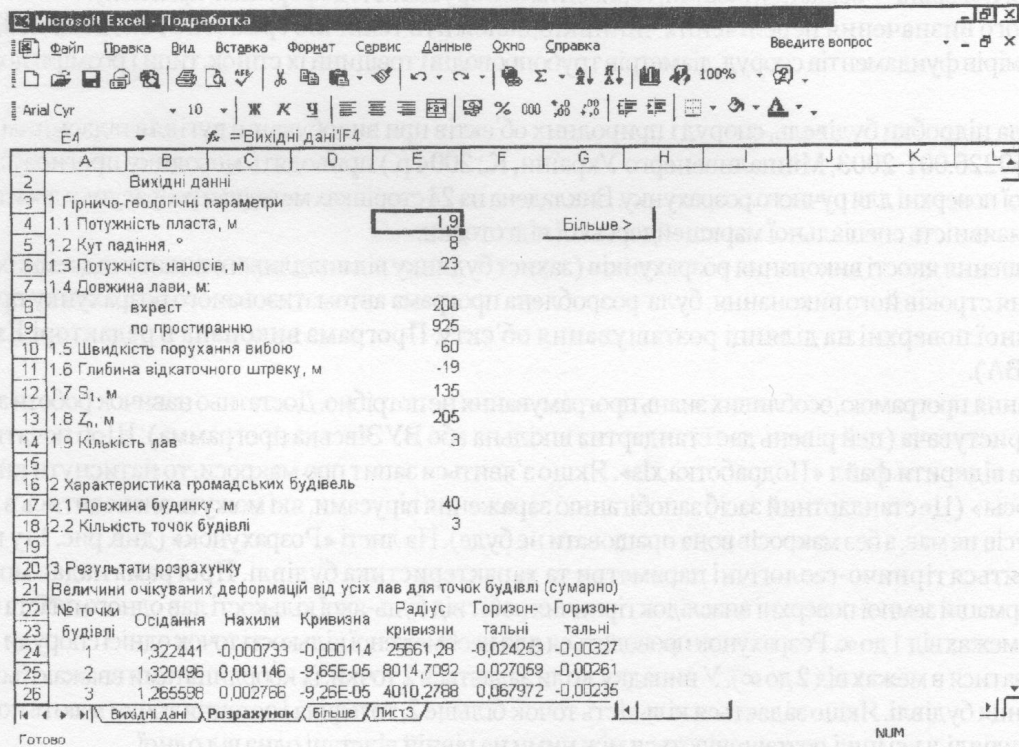 Microsoft Excel - Подработка
Файл Правка Вид Вставка Формат Сервис Данные Окно Справка Введите вопрос
100%
Arial Cyr 10 Ж К Ч % 000
E4 =Вихідні дані!F4
C D E F G H I J K L
2 Вихідні данні
3 1.Гірничо-геологічні параметри
4 1.1 Потужність пласта, м 1,9 Більше >
5 1.2 Кут падіння, ° 8
6 1.3 Потужність наносів, м 23
7 1.4 Довжина лави, м:
8 вхрест 200
9 по простиранню 925
10 1.5 Швидкість порухання вибою 60
11 1.6 Глибина відкаточного штреку, м -19
12 1.7 S1, м 135
13 1.8 Zn, м 205
14 1.9 Кількість лав 3
15
16 2 Характеристика громадських будівель
17 2.1 Довжина будинку, м 40
18 2.2 Кількість точок будівлі 3
19
20 3 Результати розрахунку
21 Величини очікуваних деформацій від усіх лав для точок будівлі (сумарно)
22 № точки Осідання Нахили Кривизна Радіус Горизон- Горизон-
23 будівлі кривизни тальні тальні
24 1 ,322441 -0,000733 -0,000114 25661,28 -0,024253 -0,00327
25 2 ,320496 0,001146 -9,65E-05 8014,7092 0,027059 -0,00261
26 3 1,265598 0,002766 -9,26E-05 4010,2788 0,067972 -0,00235
Вихідні дані Розрахунок Більше Лист3
Готово NUM